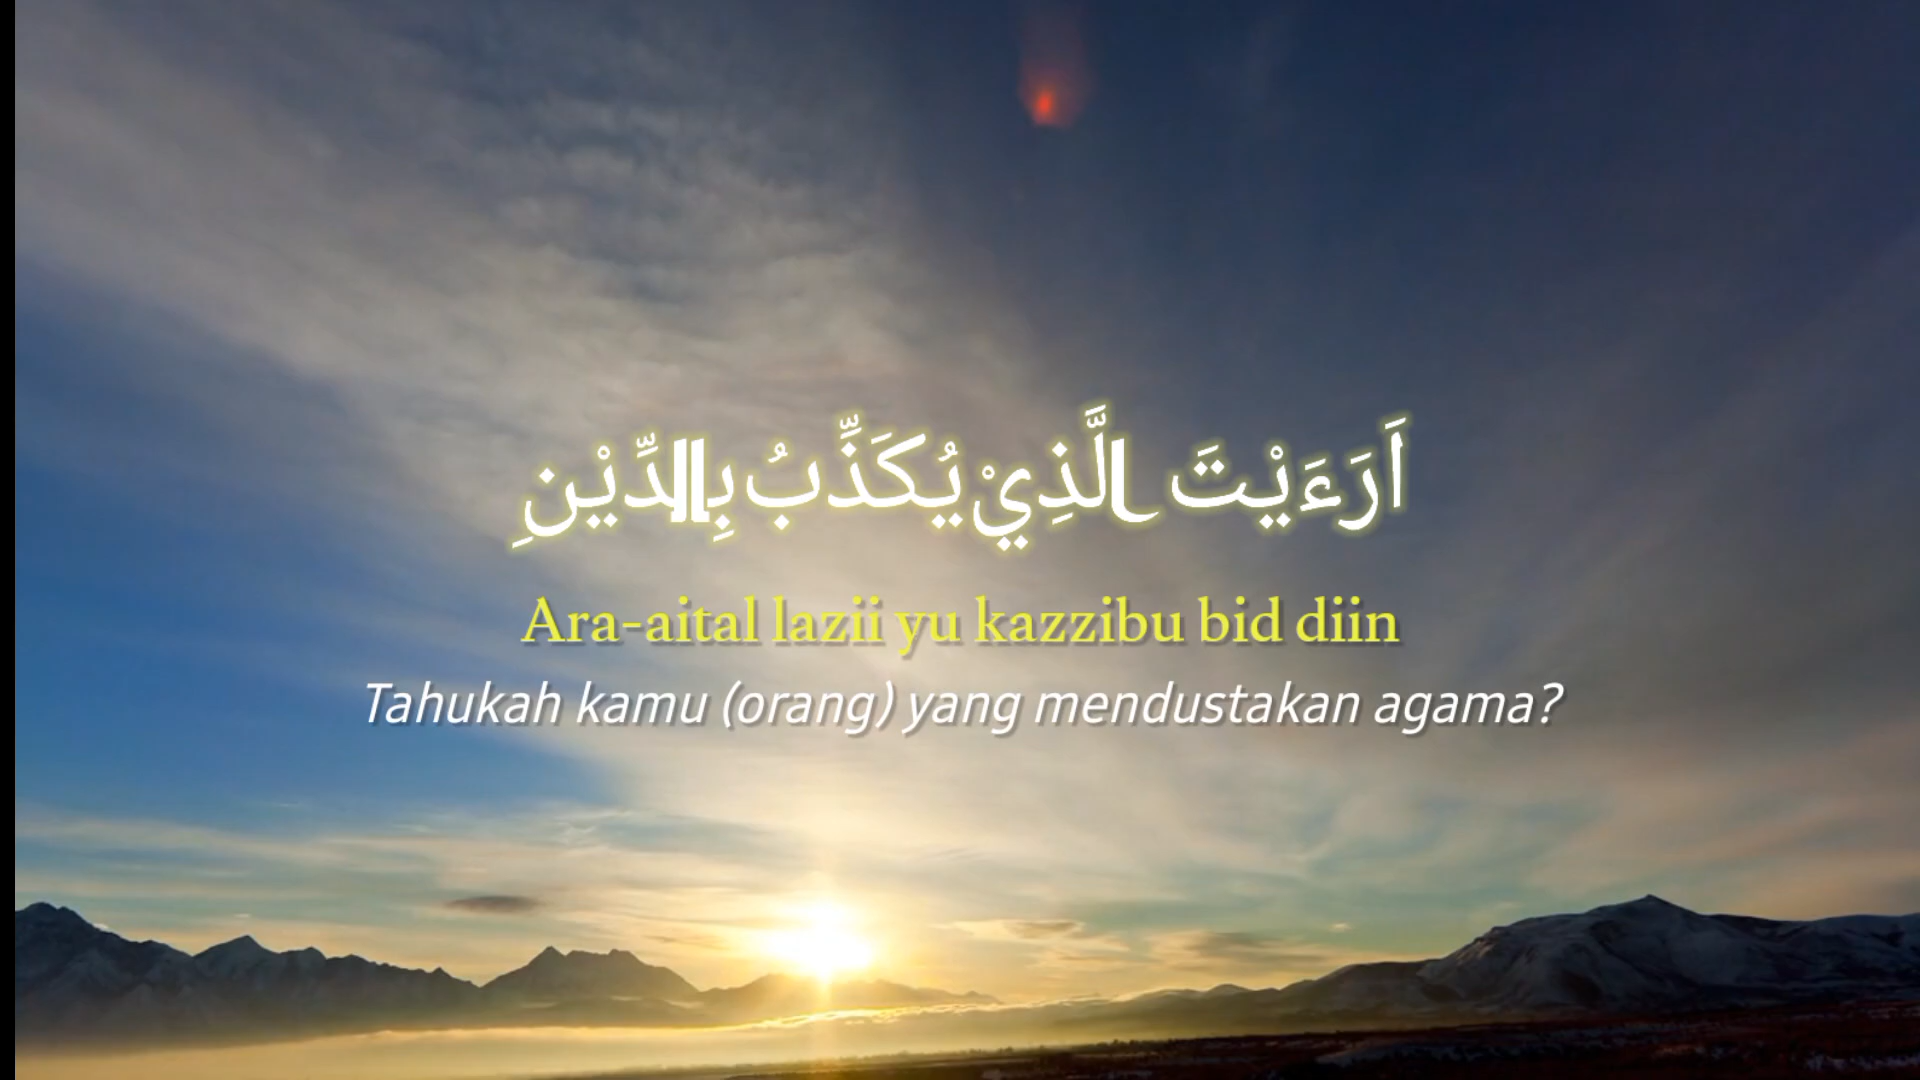 اَرَءَيْتَ الَّذِيْ يُكَذِّبُ بِالدِّيْنِ
Ara-aital lazii yu kazzibu bid diin
Tahukah kamu (orang) yang mendustakan agama?